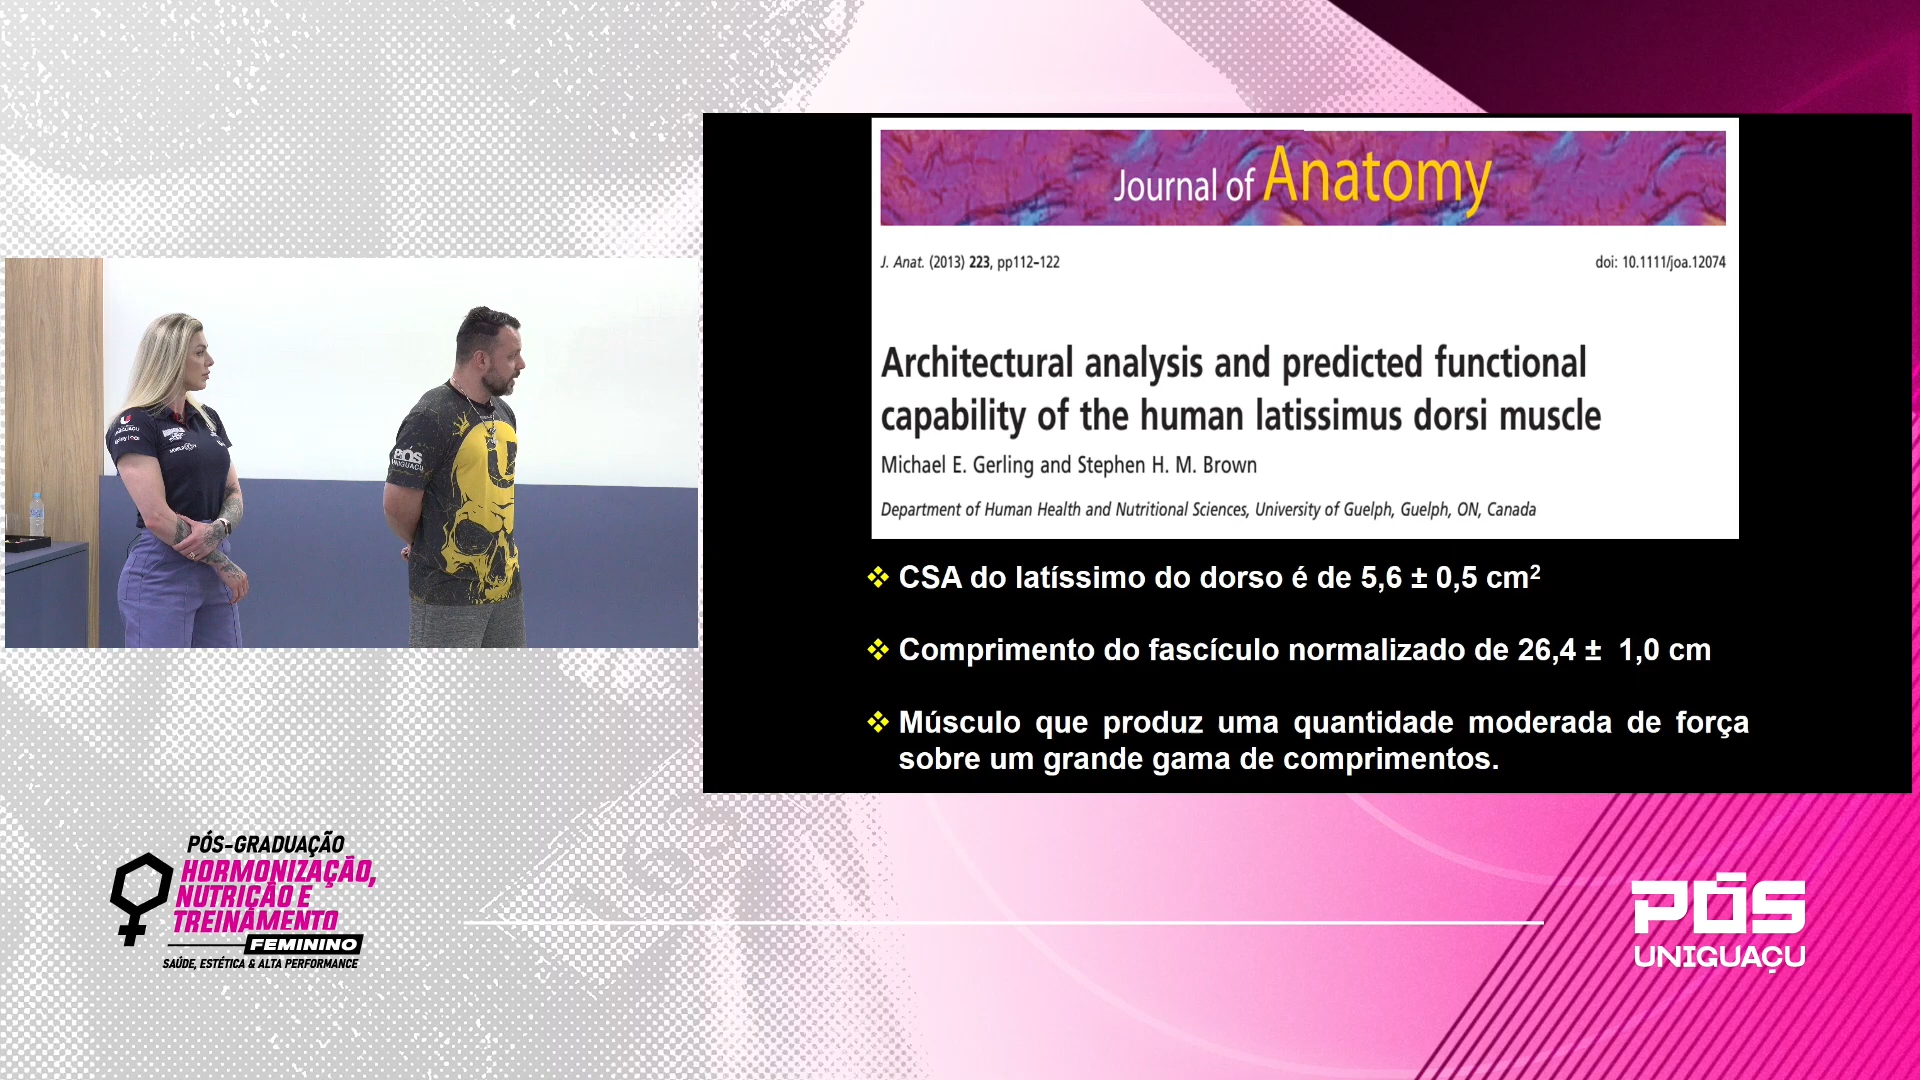 Journal of Anatomy
J. Anat. (2013) 223, pp112–122
doi: 10.1111/joa.12074
Architectural analysis and predicted functional
capability of the human latissimus dorsi muscle
Michael E. Gerling and Stephen H. M. Brown
Department of Human Health and Nutritional Sciences, University of Guelph, Guelph, ON, Canada
❖ CSA do latíssimo do dorso é de 5,6 ± 0,5 cm²
❖ Comprimento do fascículo normalizado de 26,4 ± 1,0 cm
❖ Músculo que produz uma quantidade moderada de força
sobre um grande gama de comprimentos.
PÓS
UNIGUAÇU
PÓS-GRADUAÇÃO
HORMONIZAÇÃO,
NUTRIÇÃO E
TREINAMENTO
FEMININO
SAÚDE, ESTÉTICA & ALTA PERFORMANCE
PÓS
UNIGUAÇU